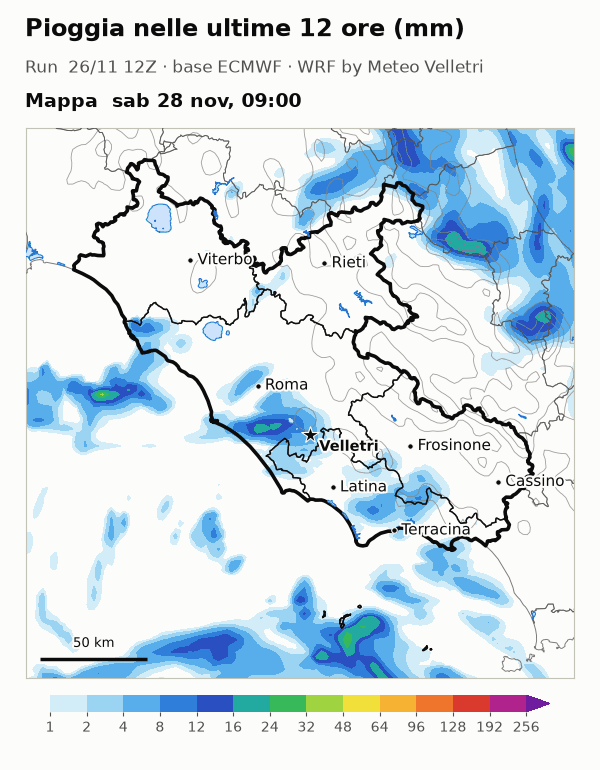 Pioggia nelle ultime 12 ore (mm)
Run 26/11 12Z · base ECMWF · WRF by Meteo Velletri
Mappa sab 28 nov, 09:00
Viterbo
Rieti
Roma
Velletri
Frosinone
Cassino
Latina
Terracina
50 km
1 2 4 8 12 16 24 32 48 64 96 128 192 256